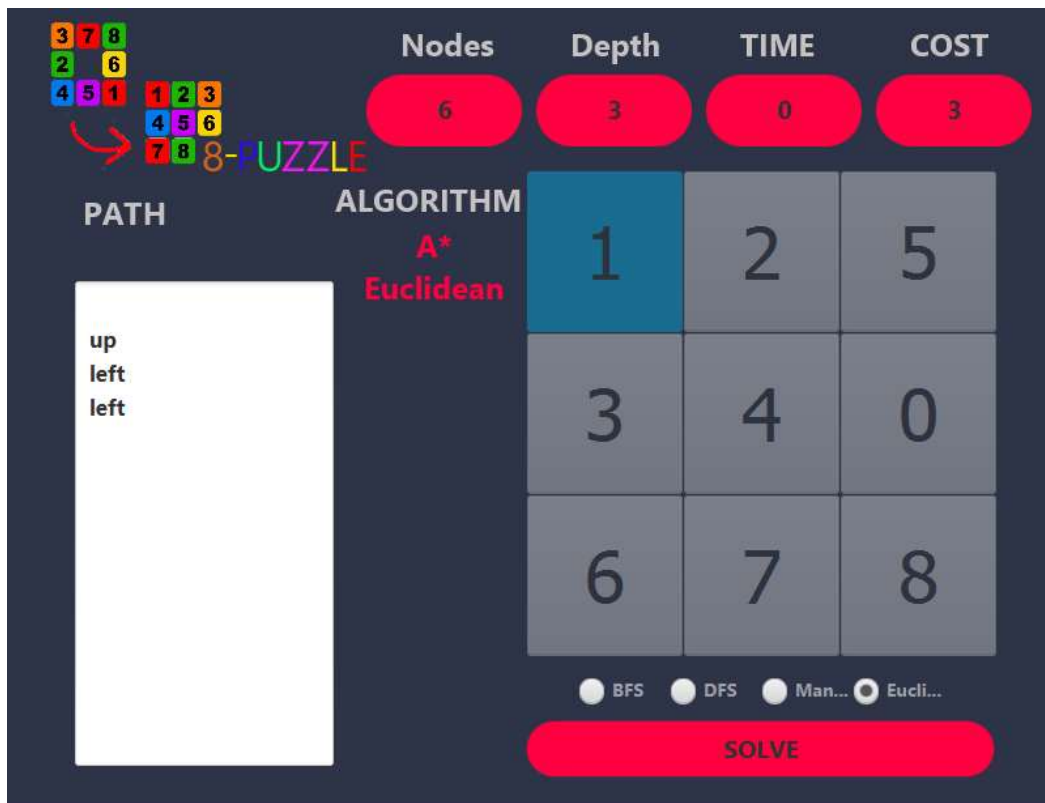 3 7 8
2 6
4 5 1
1 2 3
4 5 6
7 8
8-PUZZLE
Nodes Depth TIME COST
6 3 0 3
PATH
up
left
left
ALGORITHM
A*
Euclidean
1 2 5
3 4 0
6 7 8
BFS DFS Man... Eucli...
SOLVE